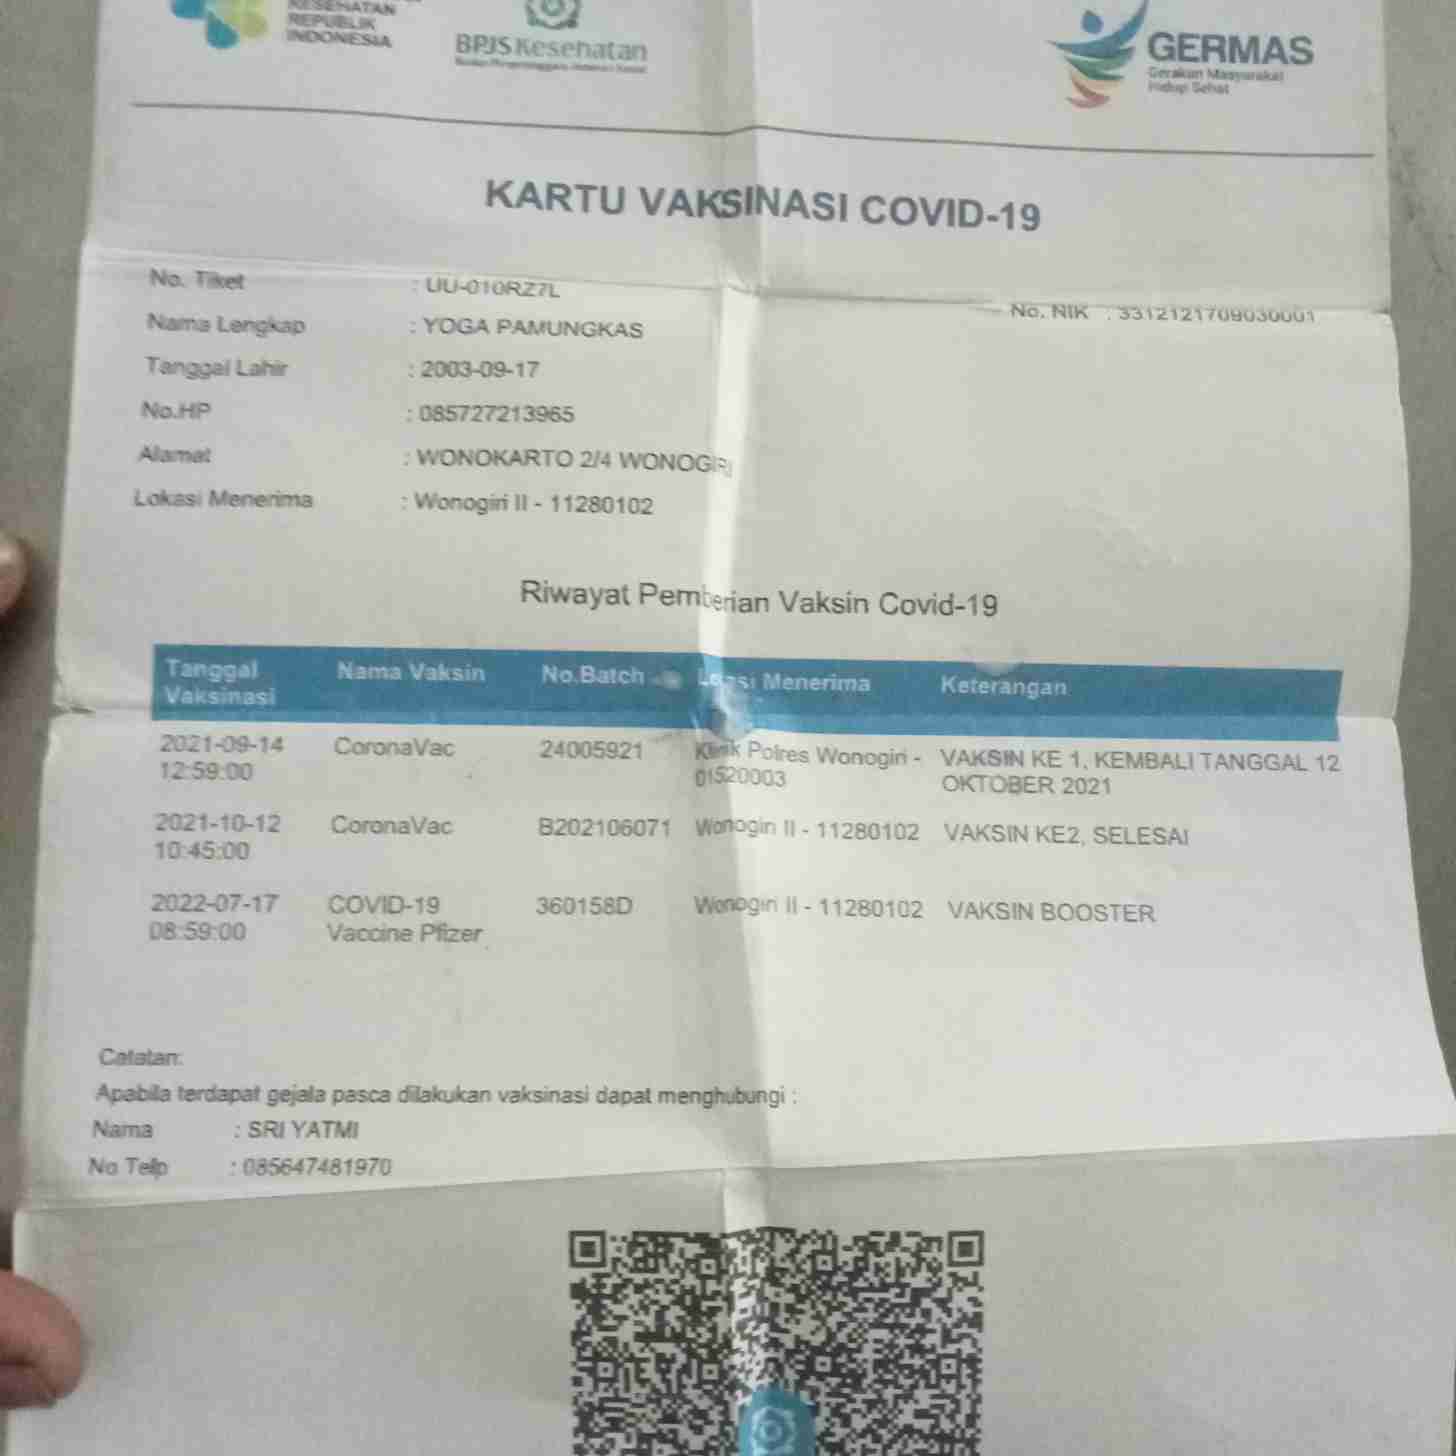 KESEHATAN
REPUBLIK
INDONESIA
BPJS Kesehatan
GERMAS
Gerakan Masyarakat
Hidup Sehat
KARTU VAKSINASI COVID-19
No. Tiket : UU-010RZ7L
No. NIK : 3312121709030001
Nama Lengkap : YOGA PAMUNGKAS
Tanggal Lahir : 2003-09-17
No.HP : 085727213965
Alamat : WONOKARTO 2/4 WONOGIRI
Lokasi Menerima : Wonogiri II - 11280102
Riwayat Pemberian Vaksin Covid-19
Tanggal Vaksinasi Nama Vaksin No.Batch Lokasi Menerima Keterangan
2021-09-14 CoronaVac 24005921 Klinik Polres Wonogiri - VAKSIN KE 1, KEMBALI TANGGAL 12
12:59:00 01520003 OKTOBER 2021
2021-10-12 CoronaVac B202106071 Wonogiri II - 11280102 VAKSIN KE2, SELESAI
10:45:00
2022-07-17 COVID-19 360158D Wonogiri II - 11280102 VAKSIN BOOSTER
08:59:00 Vaccine Pfizer
Catatan:
Apabila terdapat gejala pasca dilakukan vaksinasi dapat menghubungi :
Nama : SRI YATMI
No Telp : 085647481970